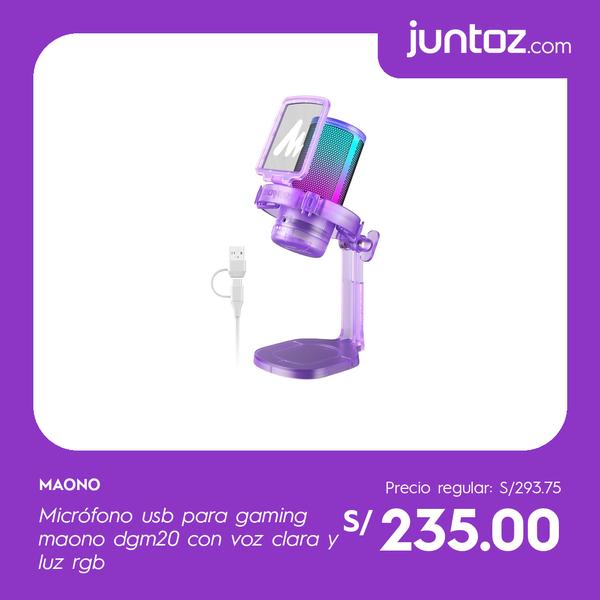 juntoz.com
MAONO
Micrófono usb para gaming
maono dgm20 con voz clara y
luz rgb
Precio regular: S/293.75
S/ 235.00